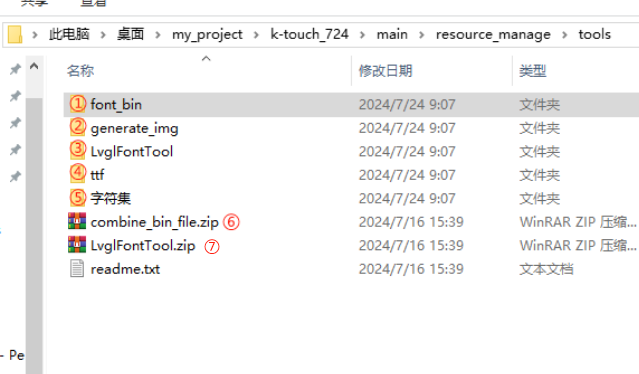 共享 查看
此电脑 > 桌面 > my_project > k-touch_724 > main > resource_manage > tools
名称 修改日期 类型
① font_bin 2024/7/24 9:07 文件夹
② generate_img 2024/7/24 9:07 文件夹
③ LvglFontTool 2024/7/24 9:07 文件夹
④ ttf 2024/7/24 9:07 文件夹
⑤ 字符集 2024/7/24 9:07 文件夹
combine_bin_file.zip ⑥ 2024/7/16 15:39 WinRAR ZIP 压缩...
LvglFontTool.zip ⑦ 2024/7/16 15:39 WinRAR ZIP 压缩...
readme.txt 2024/7/16 15:39 文本文档
- Pe